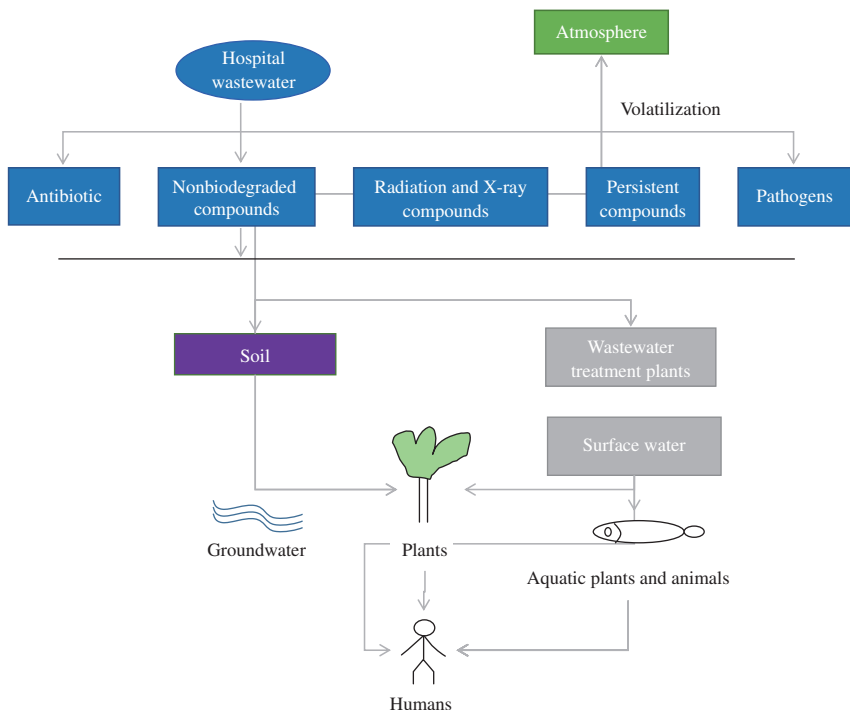 Atmosphere
Hospital
wastewater
Volatilization
Antibiotic
Nonbiodegraded
compounds
Radiation and X-ray
compounds
Persistent
compounds
Pathogens
Soil
Wastewater
treatment plants
Surface water
Groundwater
Plants
Aquatic plants and animals
Humans